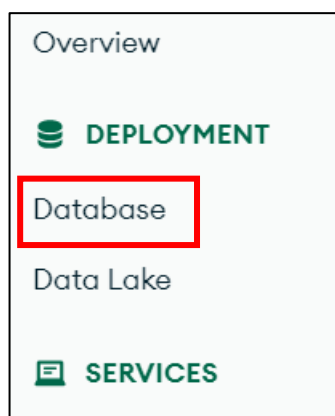 Overview
DEPLOYMENT
Database
Data Lake
SERVICES